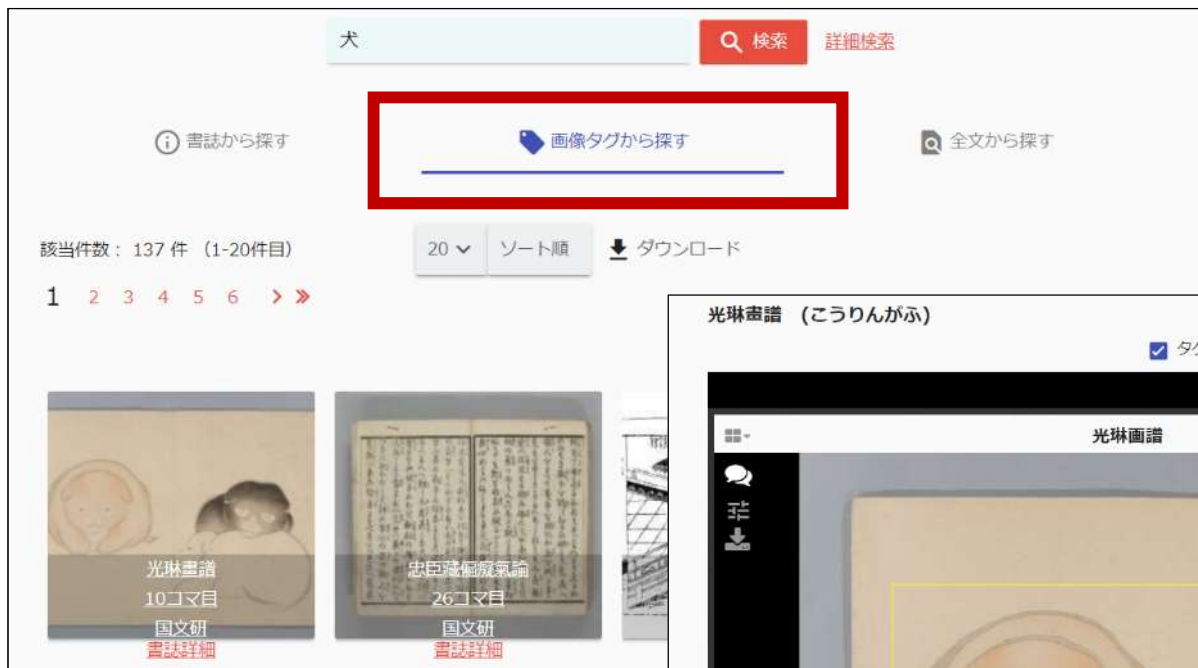 犬
検索 詳細検索
書誌から探す 画像タグから探す 全文から探す
該当件数： 137 件 （1-20件目）
20 ソート順 ダウンロード
1 2 3 4 5 6
光琳畫譜 (こうりんがふ)
タグ
光琳画譜
光琳畫譜
10コマ目
国文研
書誌詳細
忠臣藏偏癡氣論
26コマ目
国文研
書誌詳細